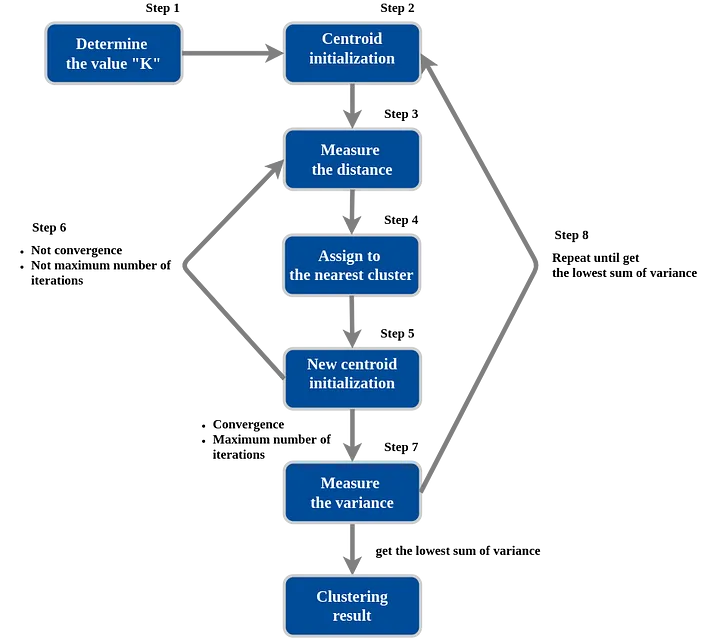 Step 1
Determine
the value "K"
Step 2
Centroid
initialization
Step 3
Measure
the distance
Step 4
Assign to
the nearest cluster
Step 5
New centroid
initialization
Step 6
• Not convergence
• Not maximum number of
iterations
• Convergence
• Maximum number of
iterations
Step 7
Measure
the variance
Step 8
Repeat until get
the lowest sum of variance
get the lowest sum of variance
Clustering
result